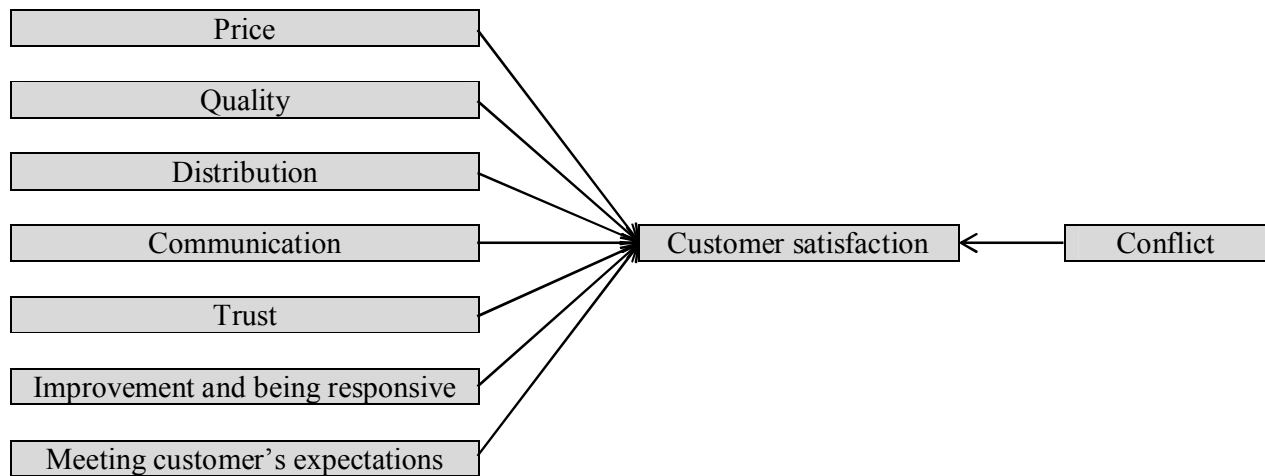 Price
Quality
Distribution
Communication
Customer satisfaction
Conflict
Trust
Improvement and being responsive
Meeting customer’s expectations